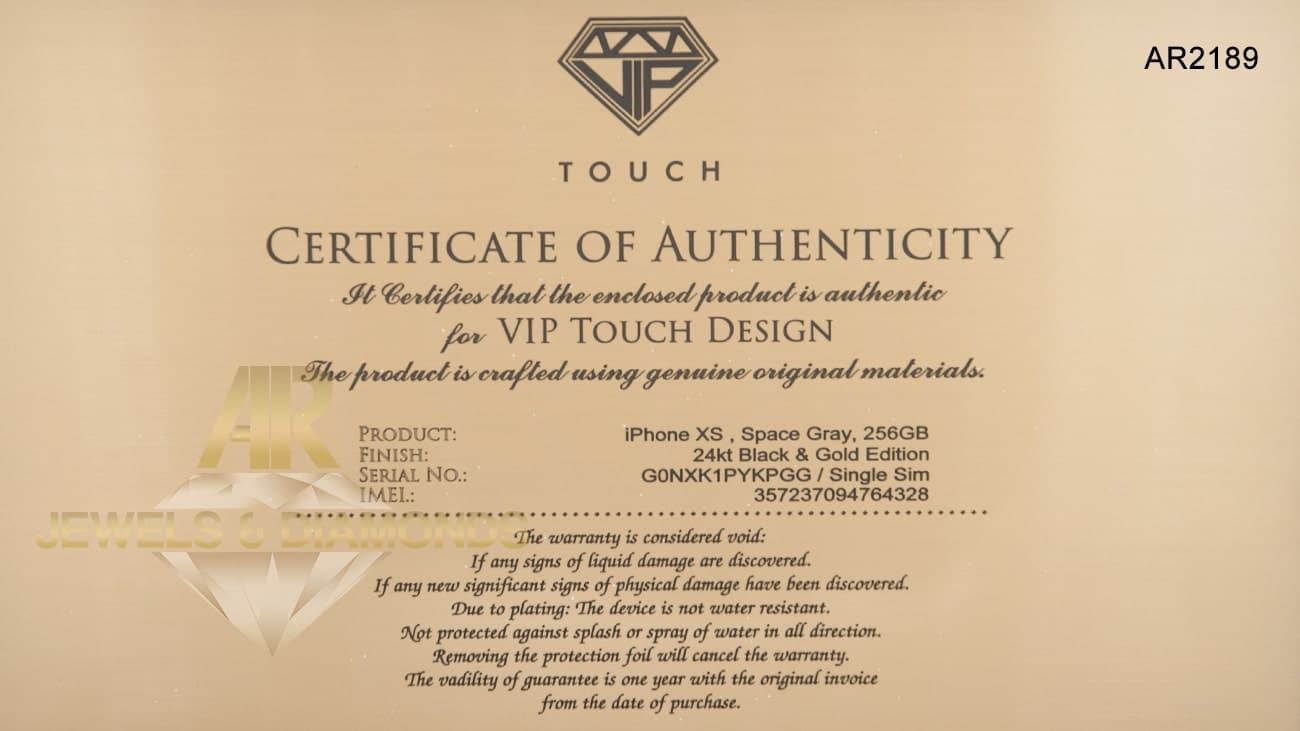 AR2189
VIP
TOUCH
CERTIFICATE OF AUTHENTICITY
It Certifies that the enclosed product is authentic
for VIP TOUCH DESIGN
The product is crafted using genuine original materials.
AR
JEWELS & DIAMONDS
PRODUCT: iPhone XS , Space Gray, 256GB
FINISH: 24kt Black & Gold Edition
SERIAL NO.: G0NXK1PYKPGG / Single Sim
IMEI.: 357237094764328
The warranty is considered void:
If any signs of liquid damage are discovered.
If any new significant signs of physical damage have been discovered.
Due to plating: The device is not water resistant.
Not protected against splash or spray of water in all direction.
Removing the protection foil will cancel the warranty.
The vadility of guarantee is one year with the original invoice
from the date of purchase.